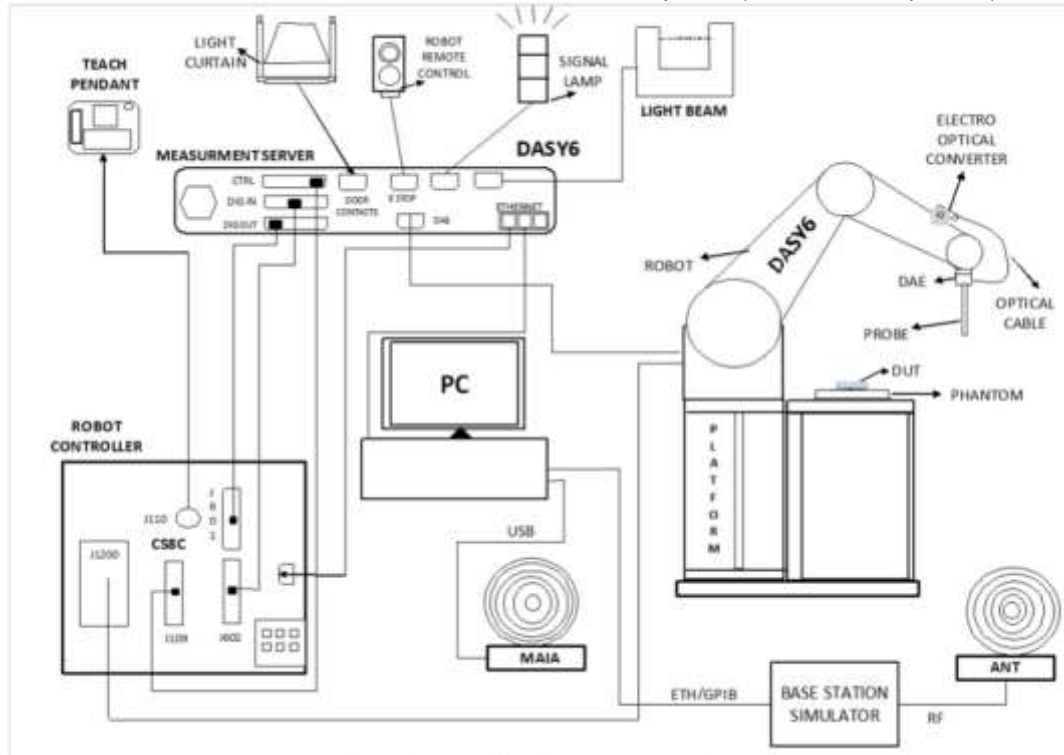 LIGHT
CURTAIN
ROBOT
REMOTE
CONTROL
SIGNAL
LAMP
LIGHT BEAM
TEACH
PENDANT
MEASURMENT SERVER
DASY6
CTRL
DIG IN
DIG OUT
DOOR
CONTACTS
E STOP
DAE
ETHERNET
ELECTRO
OPTICAL
CONVERTER
ROBOT
DASY6
DAE
OPTICAL
CABLE
PROBE
DUT
PHANTOM
PLATFORM
PC
ROBOT
CONTROLLER
J110
CS8C
J1200
USB
MAIA
ANT
ETH/GPIB
BASE STATION
SIMULATOR
RF